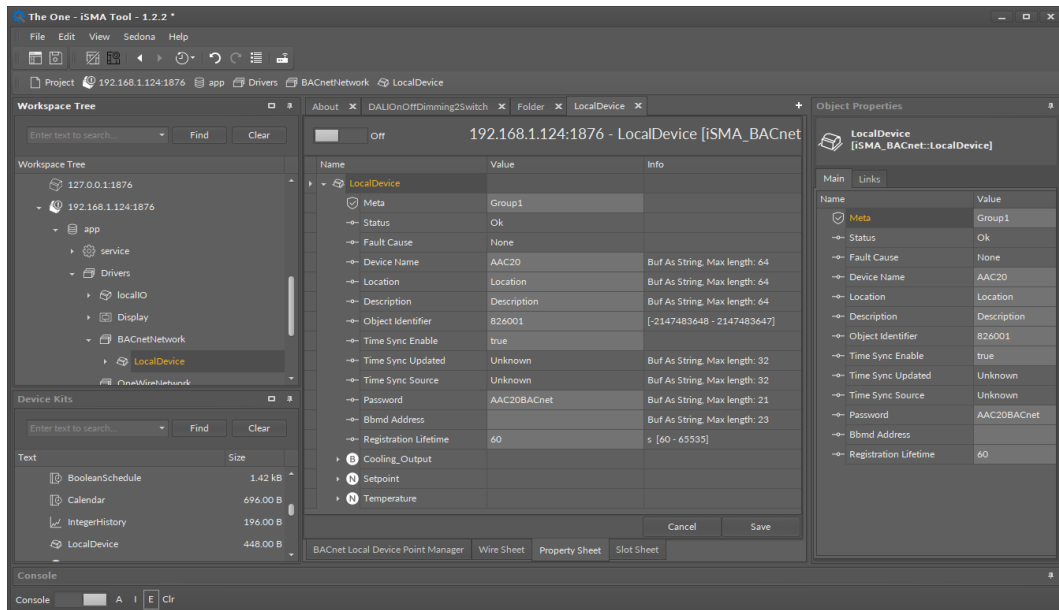 The One - iSMA Tool - 1.2.2 *
File Edit View Sedona Help
Project 192.168.1.124:1876 app Drivers BACnetNetwork LocalDevice
Workspace Tree
Enter text to search... Find Clear
Workspace Tree
127.0.0.1:1876
192.168.1.124:1876
app
service
Drivers
localIO
Display
BACnetNetwork
LocalDevice
OneWireNetwork
Device Kits
Enter text to search... Find Clear
Text Size
BooleanSchedule 1.42 kB
Calendar 696.00 B
IntegerHistory 196.00 B
LocalDevice 448.00 B
About DALIOnOffDimming2Switch Folder LocalDevice
Off 192.168.1.124:1876 - LocalDevice [iSMA_BACnet
Name Value Info
LocalDevice
Meta Group1
Status Ok
Fault Cause None
Device Name AAC20 Buf As String, Max length: 64
Location Location Buf As String, Max length: 64
Description Description Buf As String, Max length: 64
Object Identifier 826001 [-2147483648 - 2147483647]
Time Sync Enable true
Time Sync Updated Unknown Buf As String, Max length: 32
Time Sync Source Unknown Buf As String, Max length: 32
Password AAC20BACnet Buf As String, Max length: 21
Bbmd Address Buf As String, Max length: 23
Registration Lifetime 60 s [60 - 65535]
B Cooling_Output
N Setpoint
N Temperature
Cancel Save
BACnet Local Device Point Manager Wire Sheet Property Sheet Slot Sheet
Object Properties
LocalDevice
[iSMA_BACnet::LocalDevice]
Main Links
Name Value
Meta Group1
Status Ok
Fault Cause None
Device Name AAC20
Location Location
Description Description
Object Identifier 826001
Time Sync Enable true
Time Sync Updated Unknown
Time Sync Source Unknown
Password AAC20BACnet
Bbmd Address
Registration Lifetime 60
Console
Console A I E Clr